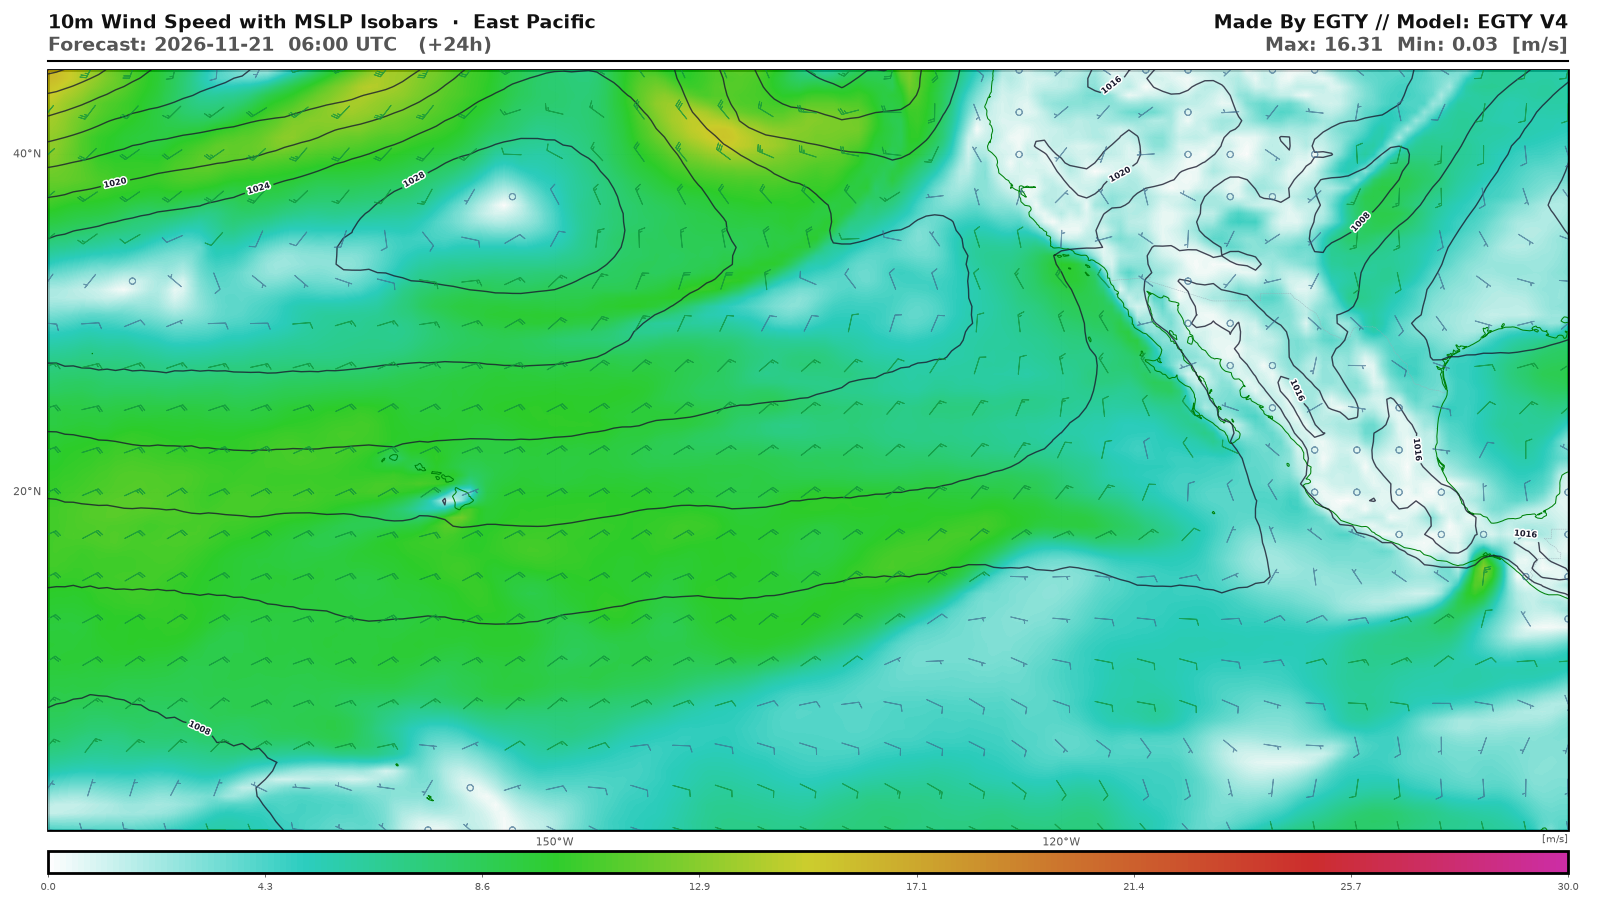 10m Wind Speed with MSLP Isobars · East Pacific
Made By EGTY // Model: EGTY V4
Forecast: 2026-11-21 06:00 UTC (+24h)
Max: 16.31 Min: 0.03 [m/s]
1016
40°N
1020
1020
1024
1028
1008
1016
1016
20°N
1016
1008
150°W
120°W
[m/s]
0.0
4.3
8.6
12.9
17.1
21.4
25.7
30.0